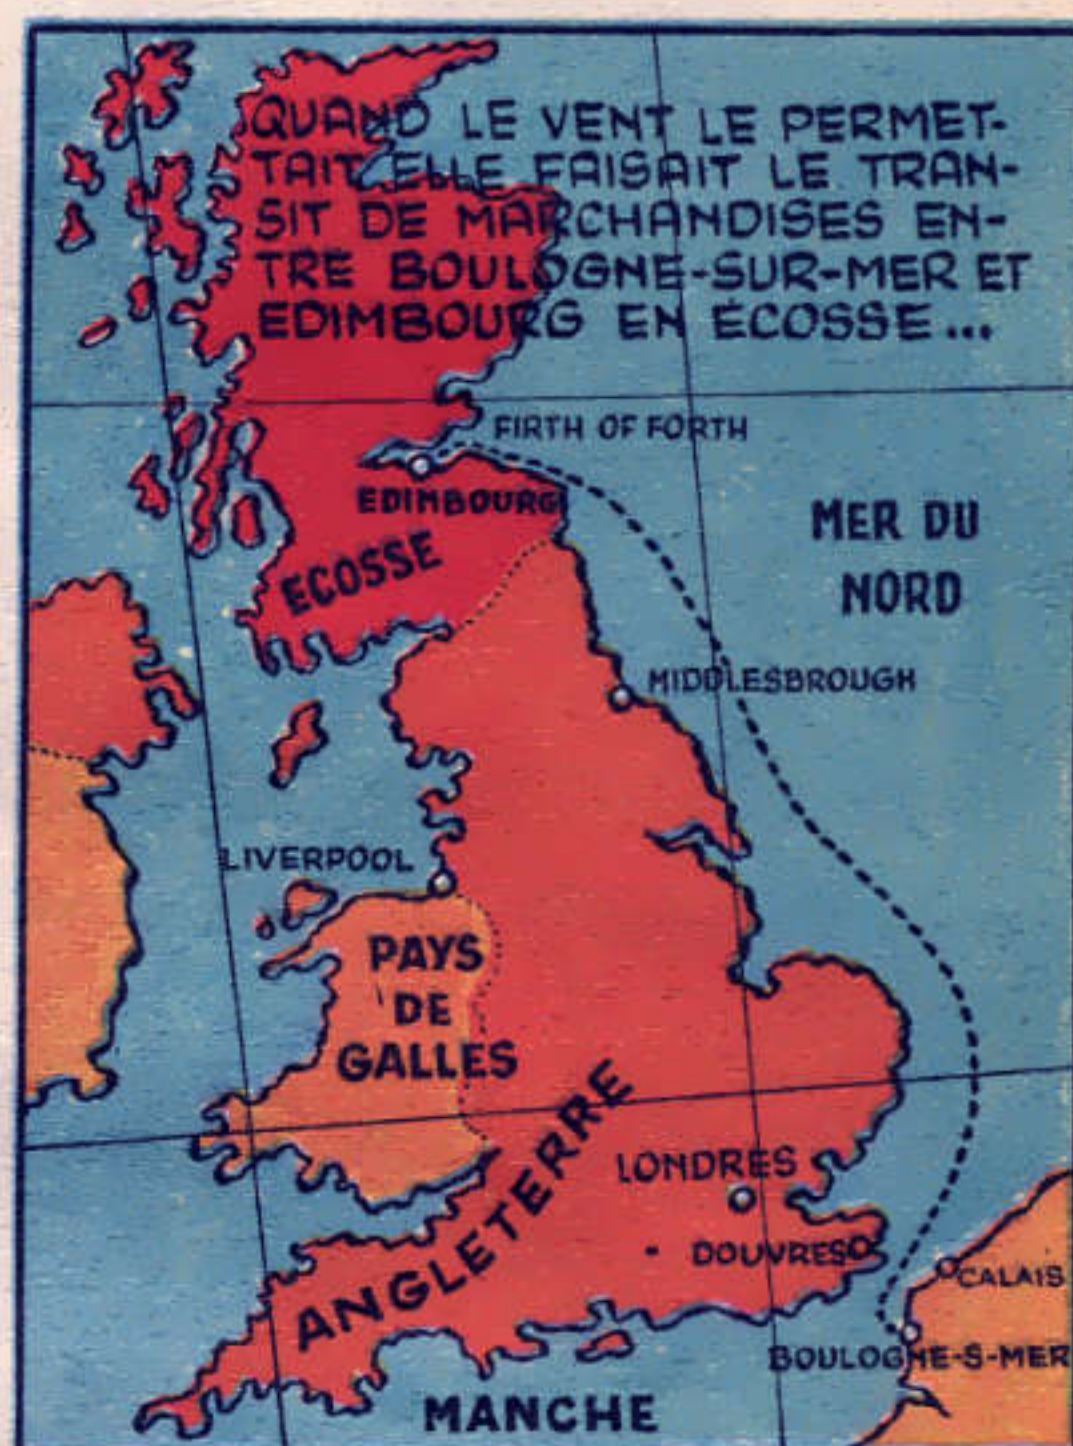 QUAND LE VENT LE PERMET-
TAIT ELLE FAISAIT LE TRAN-
SIT DE MARCHANDISES EN-
TRE BOULOGNE-SUR-MER ET
EDIMBOURG EN ÉCOSSE...
FIRTH OF FORTH
EDIMBOURG
MER DU
NORD
ECOSSE
MIDDLESBROUGH
LIVERPOOL
PAYS
DE
GALLES
ANGLETERRE
LONDRES
DOUVRES
CALAIS
BOULOGNE-S-MER
MANCHE